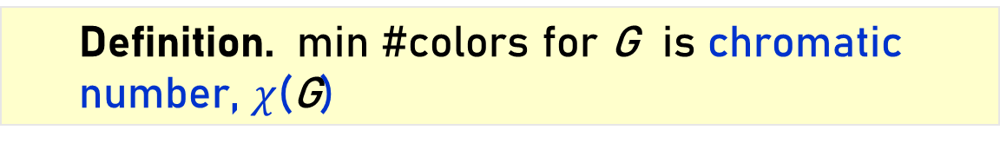 Definition. min #colors for G is chromatic
number, χ(G)